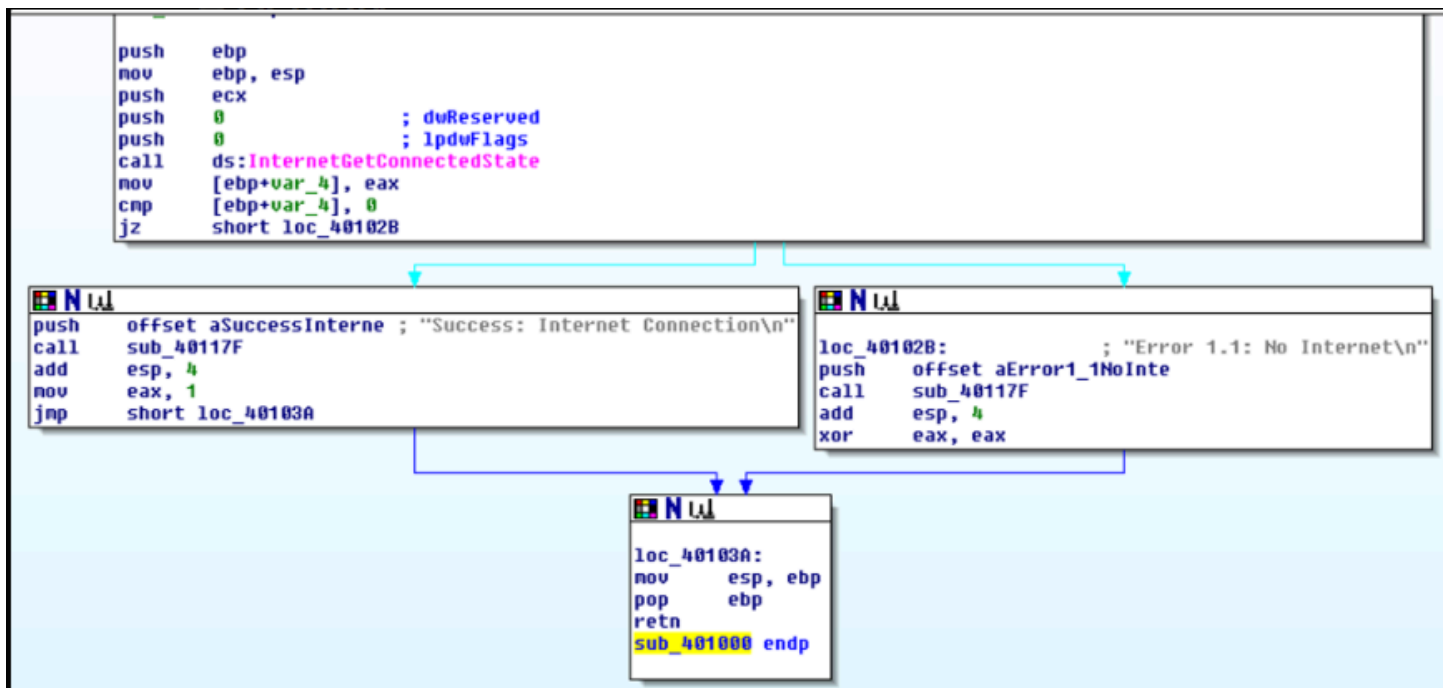 push ebp
mov ebp, esp
push ecx
push 0 ; dwReserved
push 0 ; lpdwFlags
call ds:InternetGetConnectedState
mov [ebp+var_4], eax
cmp [ebp+var_4], 0
jz short loc_40102B
push offset aSuccessInterne ; "Success: Internet Connection\n"
call sub_40117F
add esp, 4
mov eax, 1
jmp short loc_40103A
loc_40102B: ; "Error 1.1: No Internet\n"
push offset aError1_1NoInte
call sub_40117F
add esp, 4
xor eax, eax
loc_40103A:
mov esp, ebp
pop ebp
retn
sub_401000 endp